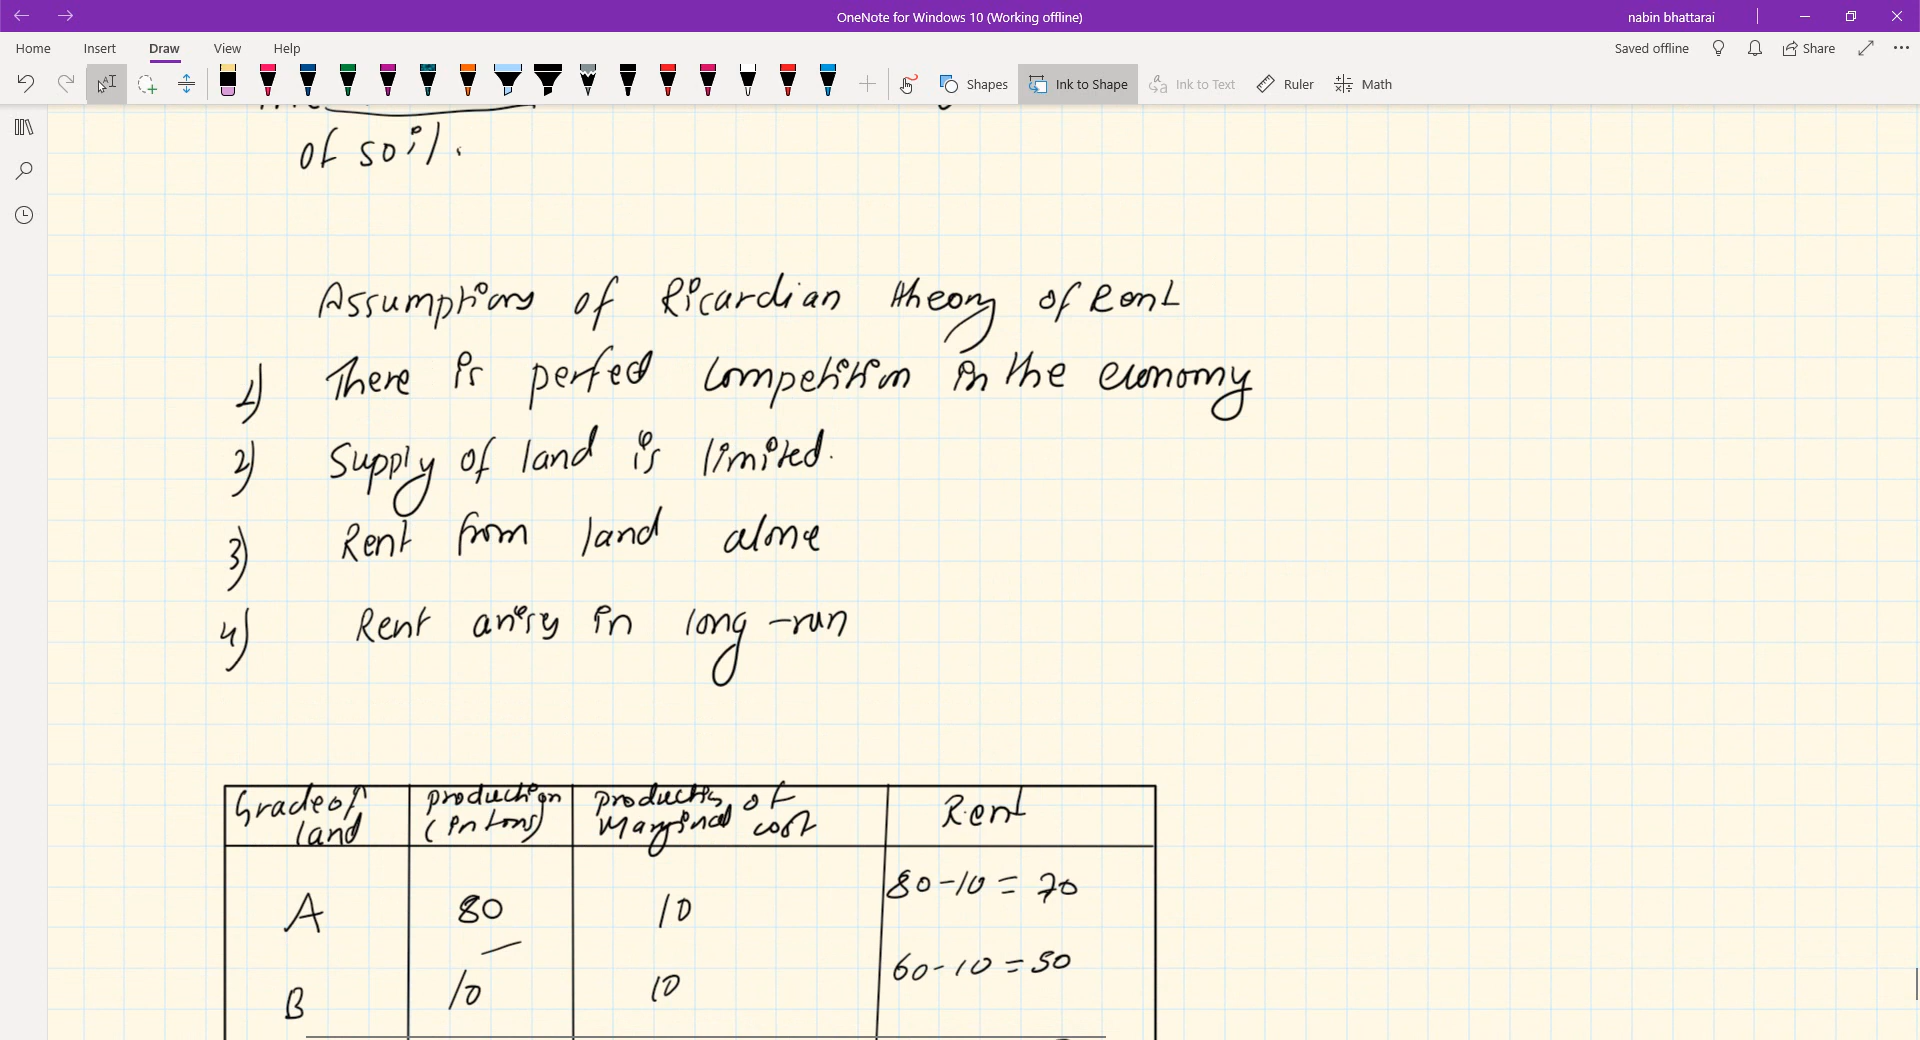 OneNote for Windows 10 (Working offline)
nabin bhattarai
Home Insert Draw View Help
Saved offline
Share
Shapes
Ink to Shape
Ink to Text
Ruler
Math
of soil.
Assumptions of Ricardian theory of Rent
1) There is perfect competition in the economy
2) Supply of land is limited.
3) Rent from land alone
4) Rent arises in long-run
Grade of land
production (in tons)
production of Marginal cost
Rent
A 80 10 80-10 = 70
B 10 10 60-10 = 50